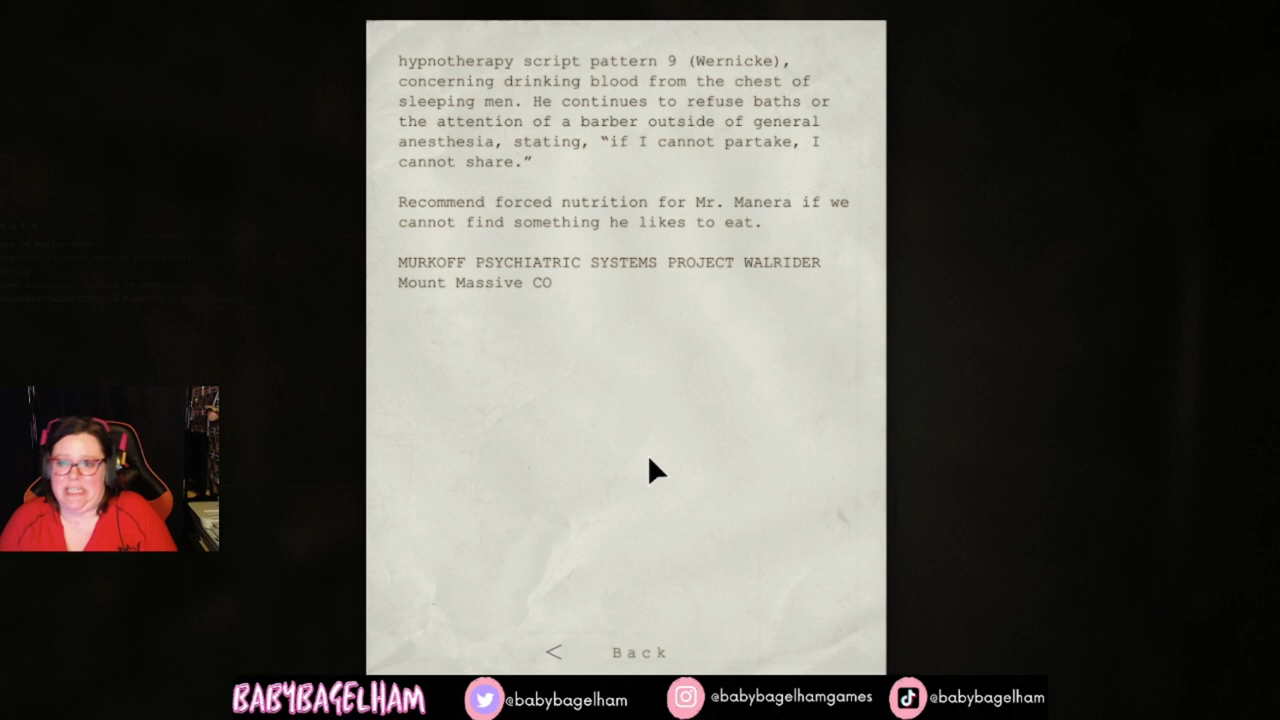 hypnotherapy script pattern 9 (Wernicke),
concerning drinking blood from the chest of
sleeping men. He continues to refuse baths or
the attention of a barber outside of general
anesthesia, stating, “if I cannot partake, I
cannot share.”
Recommend forced nutrition for Mr. Manera if we
cannot find something he likes to eat.
MURKOFF PSYCHIATRIC SYSTEMS PROJECT WALRIDER
Mount Massive CO
< Back
BABYBAGELHAM @babybagelham @babybagelhamgames @babybagelham